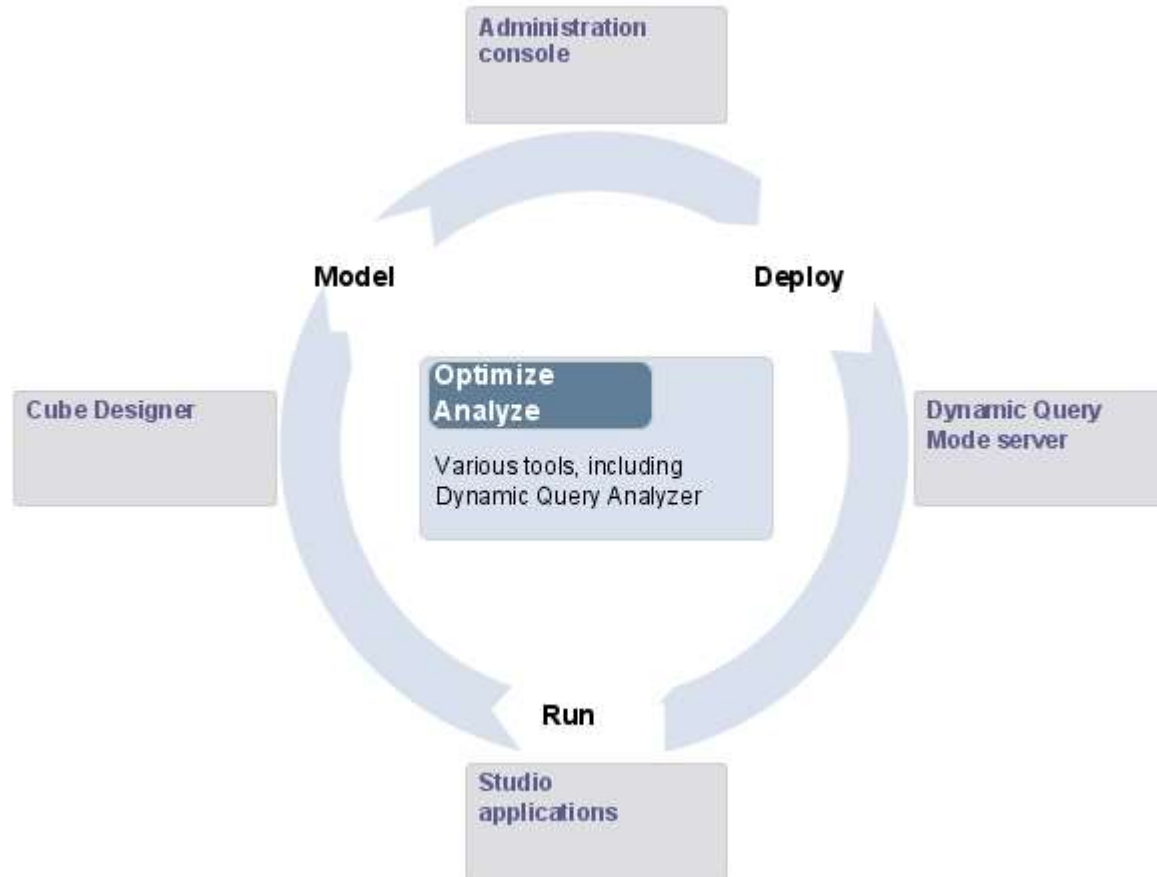 Administration
console
Model
Deploy
Optimize
Analyze
Various tools, including
Dynamic Query Analyzer
Cube Designer
Dynamic Query
Mode server
Run
Studio
applications